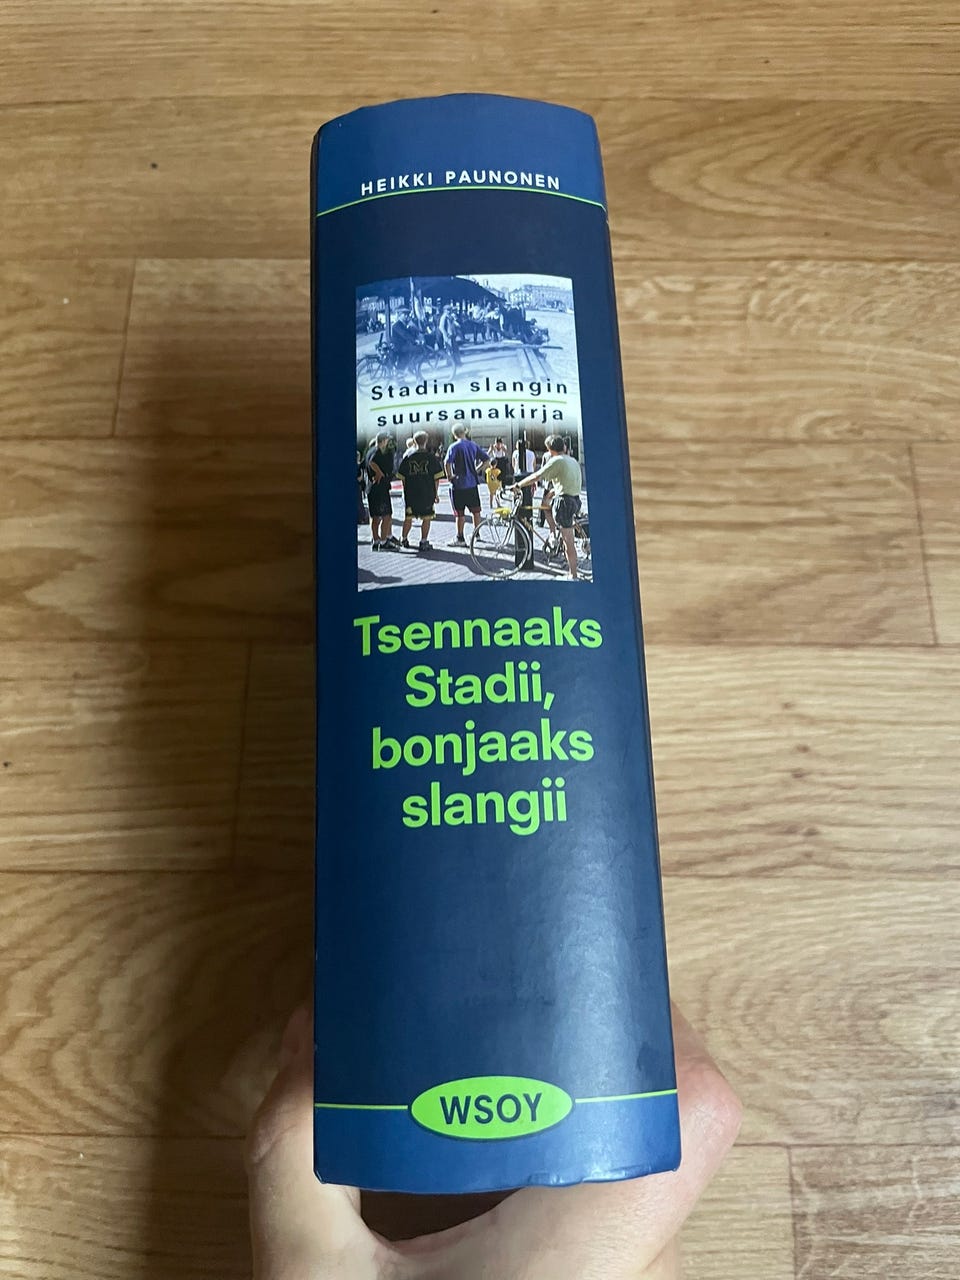 HEIKKI PAUNONEN
Stadin slangin
suursanakirja
M
Tsennaaks
Stadii,
bonjaaks
slangii
WSOY